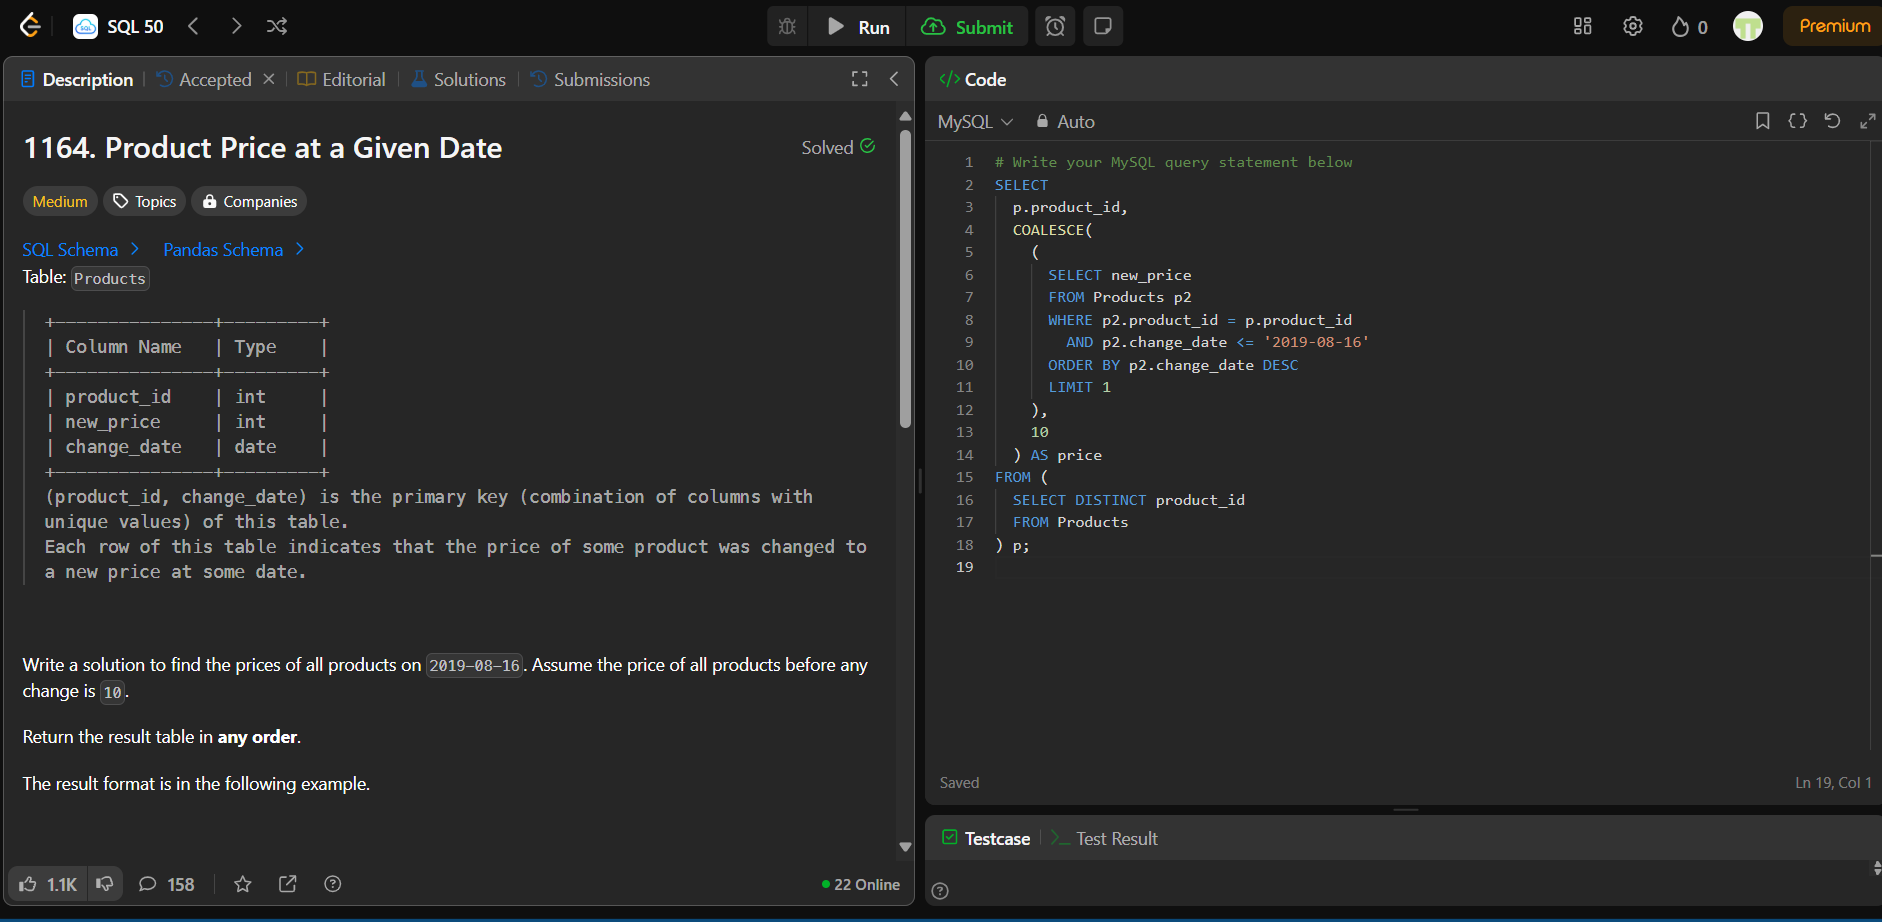 SQL 50
Run
Submit
0
Premium
Description
Accepted
Editorial
Solutions
Submissions
1164. Product Price at a Given Date
Solved
Medium
Topics
Companies
SQL Schema
Pandas Schema
Table: Products
+---------------+---------+
| Column Name   | Type    |
+---------------+---------+
| product_id    | int     |
| new_price     | int     |
| change_date   | date    |
+---------------+---------+
(product_id, change_date) is the primary key (combination of columns with
unique values) of this table.
Each row of this table indicates that the price of some product was changed to
a new price at some date.
Write a solution to find the prices of all products on 2019-08-16. Assume the price of all products before any
change is 10.
Return the result table in any order.
The result format is in the following example.
1.1K
158
22 Online
</> Code
MySQL
Auto
1 # Write your MySQL query statement below
2 SELECT
3   p.product_id,
4   COALESCE(
5     (
6       SELECT new_price
7       FROM Products p2
8       WHERE p2.product_id = p.product_id
9         AND p2.change_date <= '2019-08-16'
10       ORDER BY p2.change_date DESC
11       LIMIT 1
12     ),
13     10
14   ) AS price
15 FROM (
16   SELECT DISTINCT product_id
17   FROM Products
18 ) p;
19
Saved
Ln 19, Col 1
Testcase
Test Result